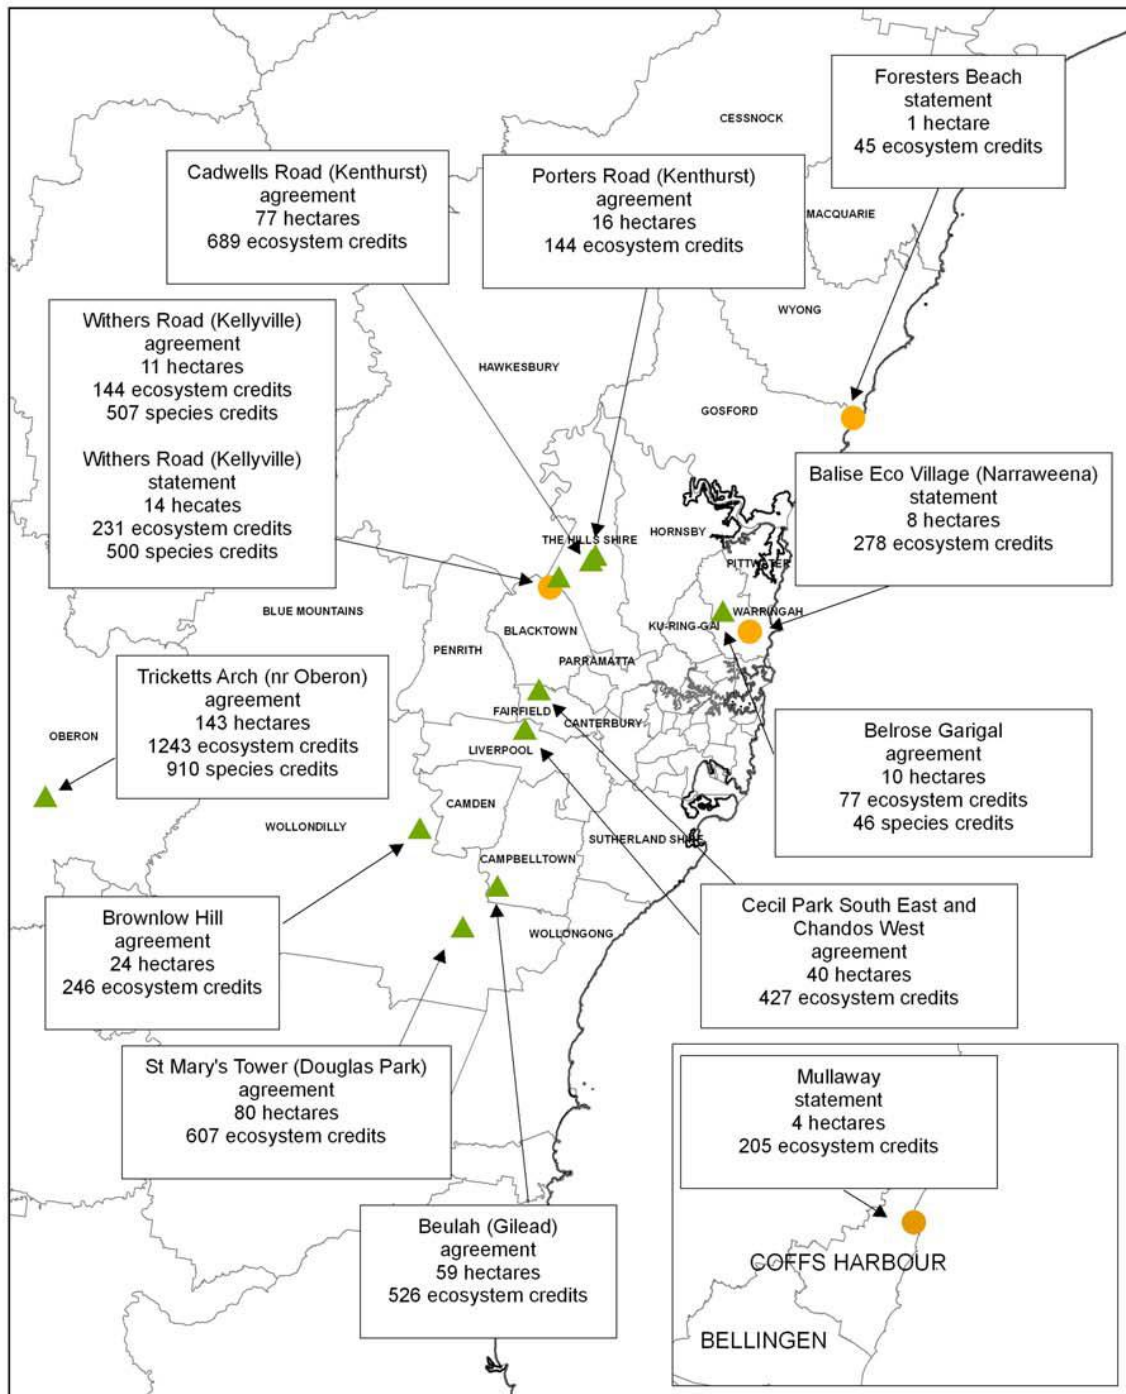 Foresters Beach
statement
1 hectare
45 ecosystem credits
CESSNOCK
Cadwells Road (Kenthurst)
agreement
77 hectares
689 ecosystem credits
Porters Road (Kenthurst)
agreement
16 hectares
144 ecosystem credits
MACQUARIE
WYONG
Withers Road (Kellyville)
agreement
11 hectares
144 ecosystem credits
507 species credits
Withers Road (Kellyville)
statement
14 hecates
231 ecosystem credits
500 species credits
HAWKESBURY
GOSFORD
Balise Eco Village (Narraweena)
statement
8 hectares
278 ecosystem credits
HORNSBY
THE HILLS SHIRE
PITTWATER
BLUE MOUNTAINS
WARRINGAH
KU-RING-GAI
BLACKTOWN
PENRITH
PARRAMATTA
Tricketts Arch (nr Oberon)
agreement
143 hectares
1243 ecosystem credits
910 species credits
FAIRFIELD
CANTERBURY
OBERON
LIVERPOOL
Belrose Garigal
agreement
10 hectares
77 ecosystem credits
46 species credits
CAMDEN
WOLLONDILLY
SUTHERLAND SHIRE
CAMPBELLTOWN
Brownlow Hill
agreement
24 hectares
246 ecosystem credits
WOLLONGONG
Cecil Park South East and
Chandos West
agreement
40 hectares
427 ecosystem credits
St Mary's Tower (Douglas Park)
agreement
80 hectares
607 ecosystem credits
Mullaway
statement
4 hectares
205 ecosystem credits
Beulah (Gilead)
agreement
59 hectares
526 ecosystem credits
COFFS HARBOUR
BELLINGEN